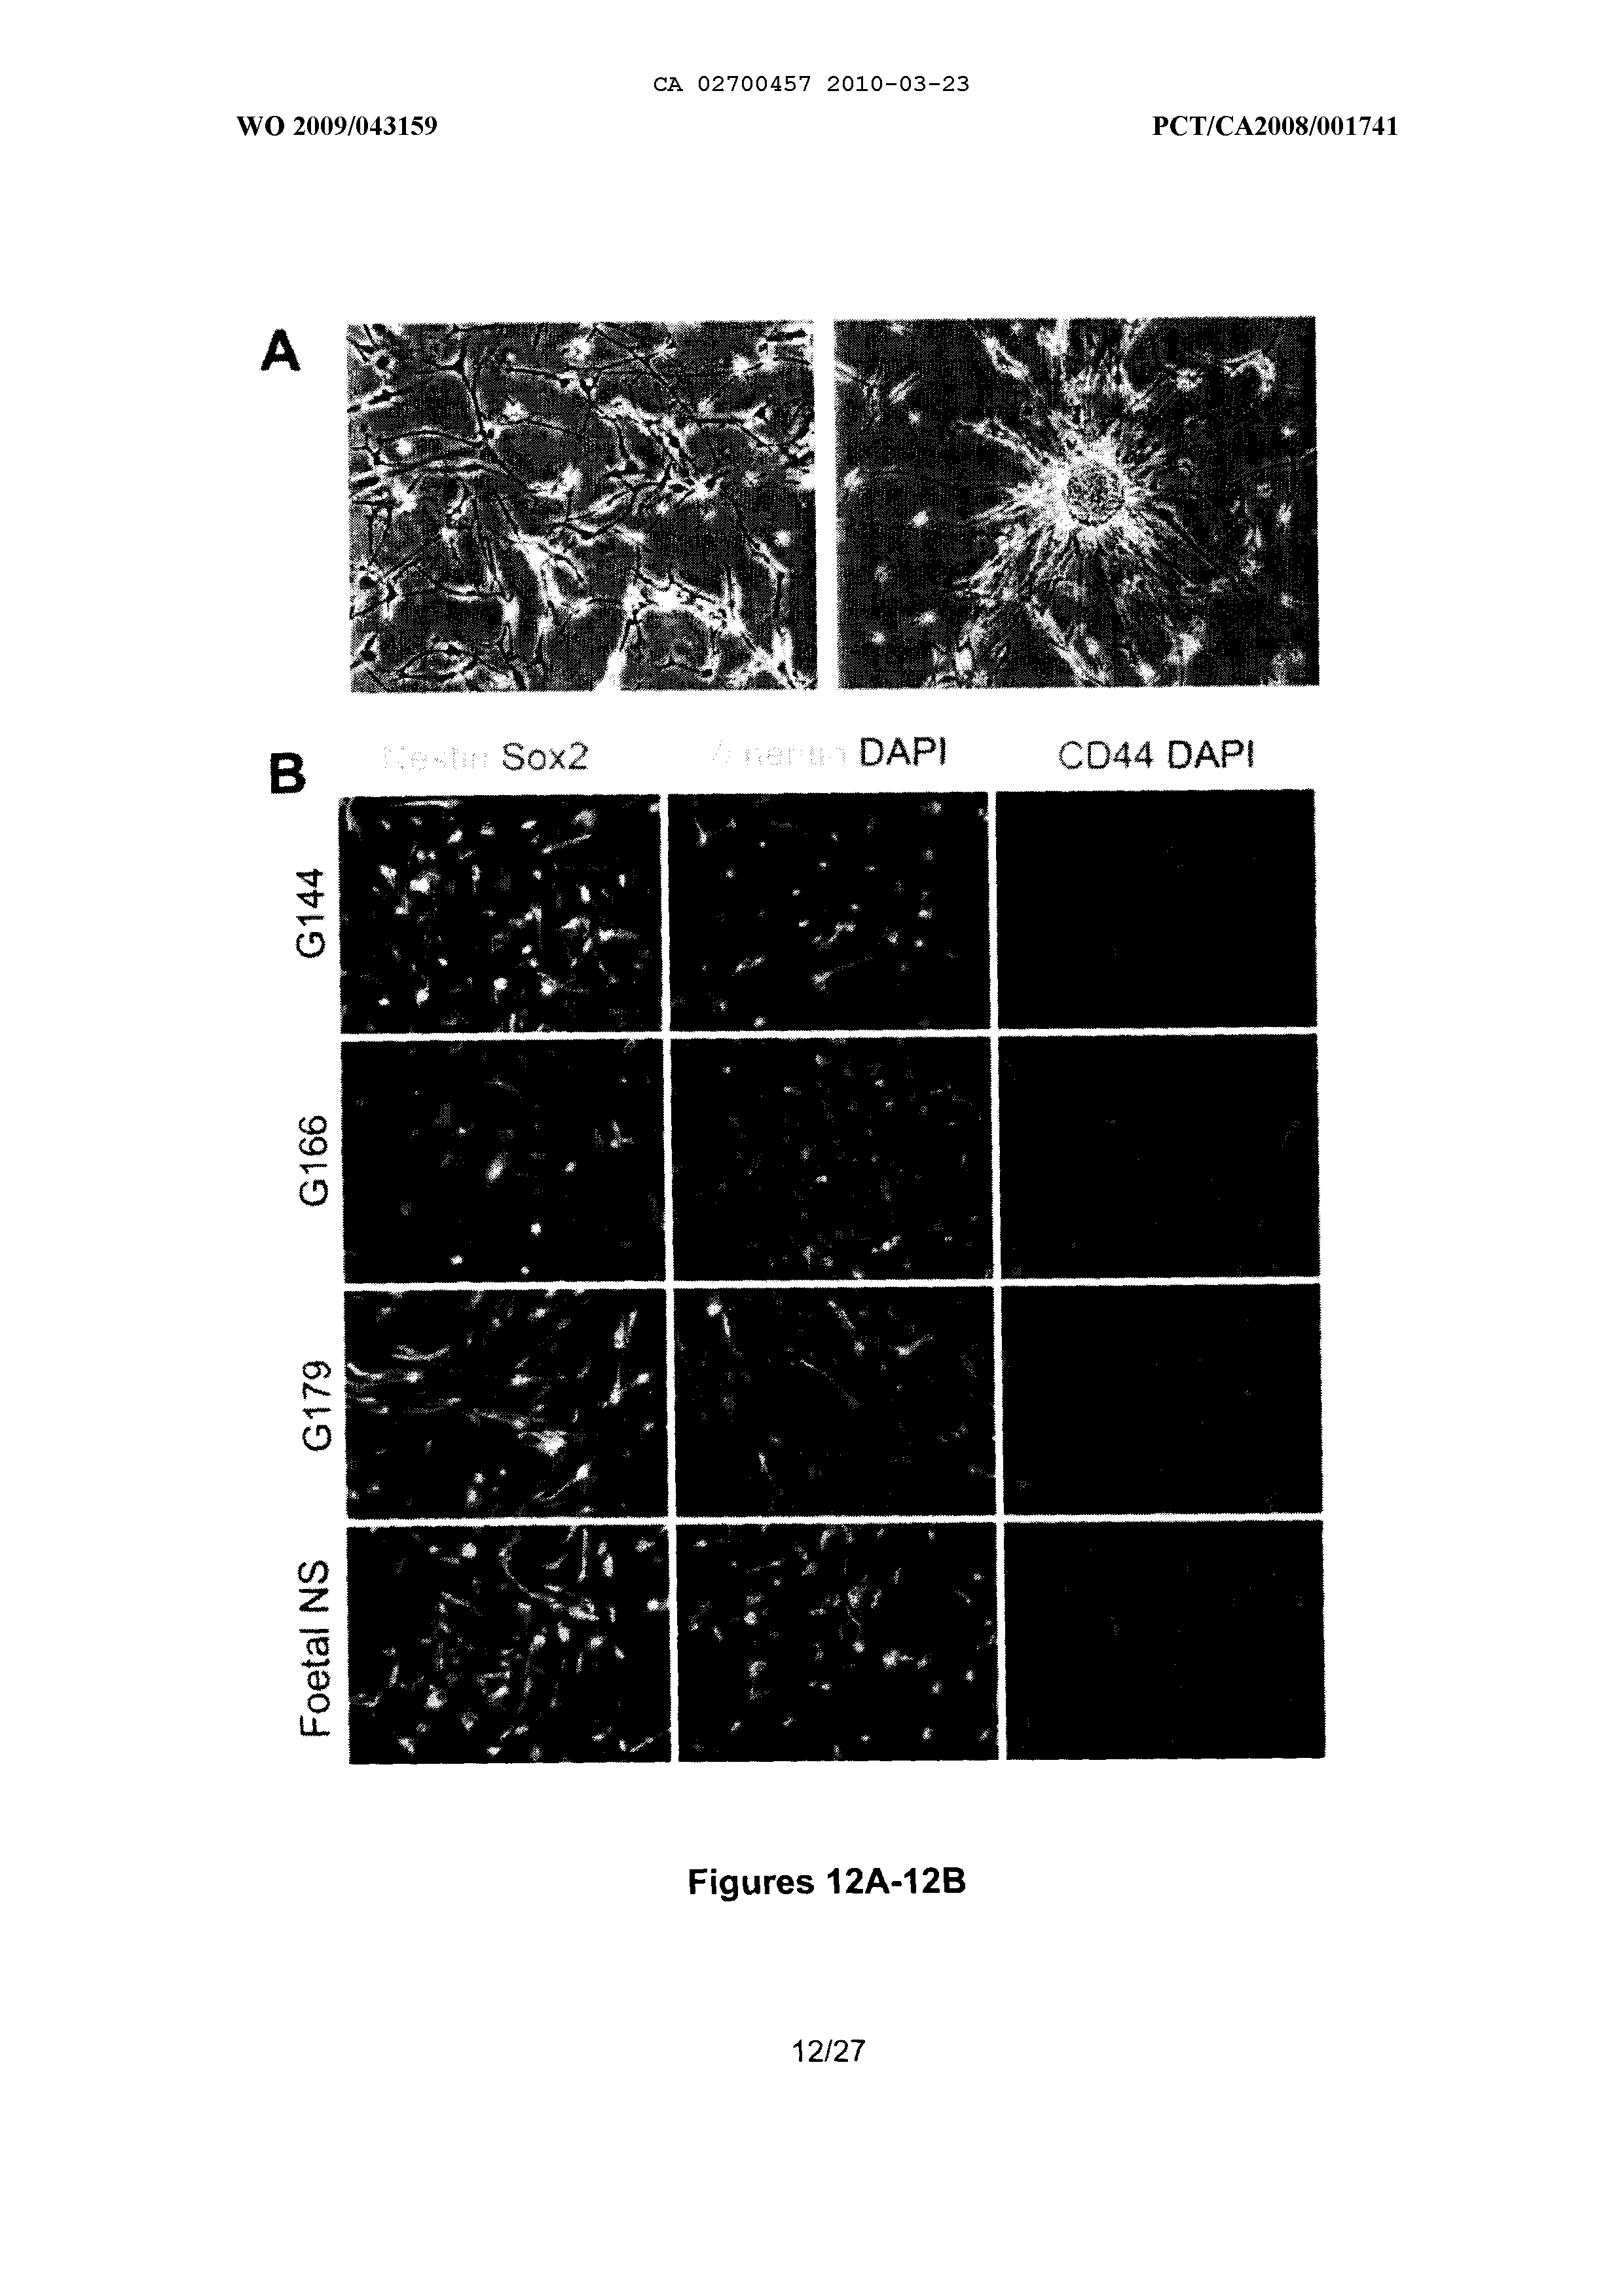 CA 02700457 2010-03-23
WO 2009/043159 PCT/CA2008/001741
A
B
Nestin Sox2 DAPI CD44 DAPI
G144
G166
G179
Foetal NS
Figures 12A-12B
12/27